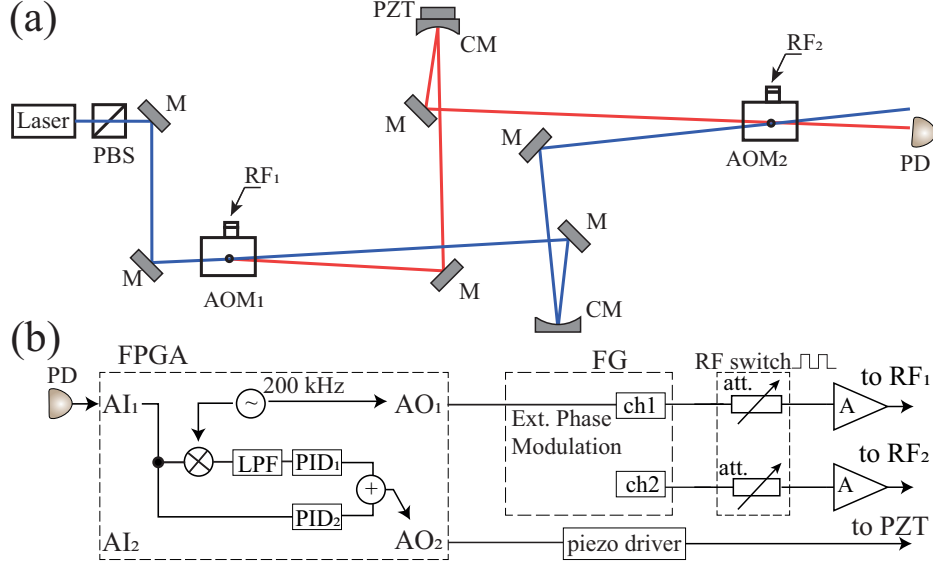 (a)
PZT
CM
RF₂
M
Laser
PBS
M
M
AOM₂
PD
RF₁
M
M
AOM₁
M
CM
(b)
FPGA
FG
RF switch
PD
200 kHz
att.
to RF₁
AI₁
~
AO₁
ch1
A
Ext. Phase
Modulation
LPF
PID₁
to RF₂
+
att.
ch2
A
PID₂
to PZT
AI₂
AO₂
piezo driver